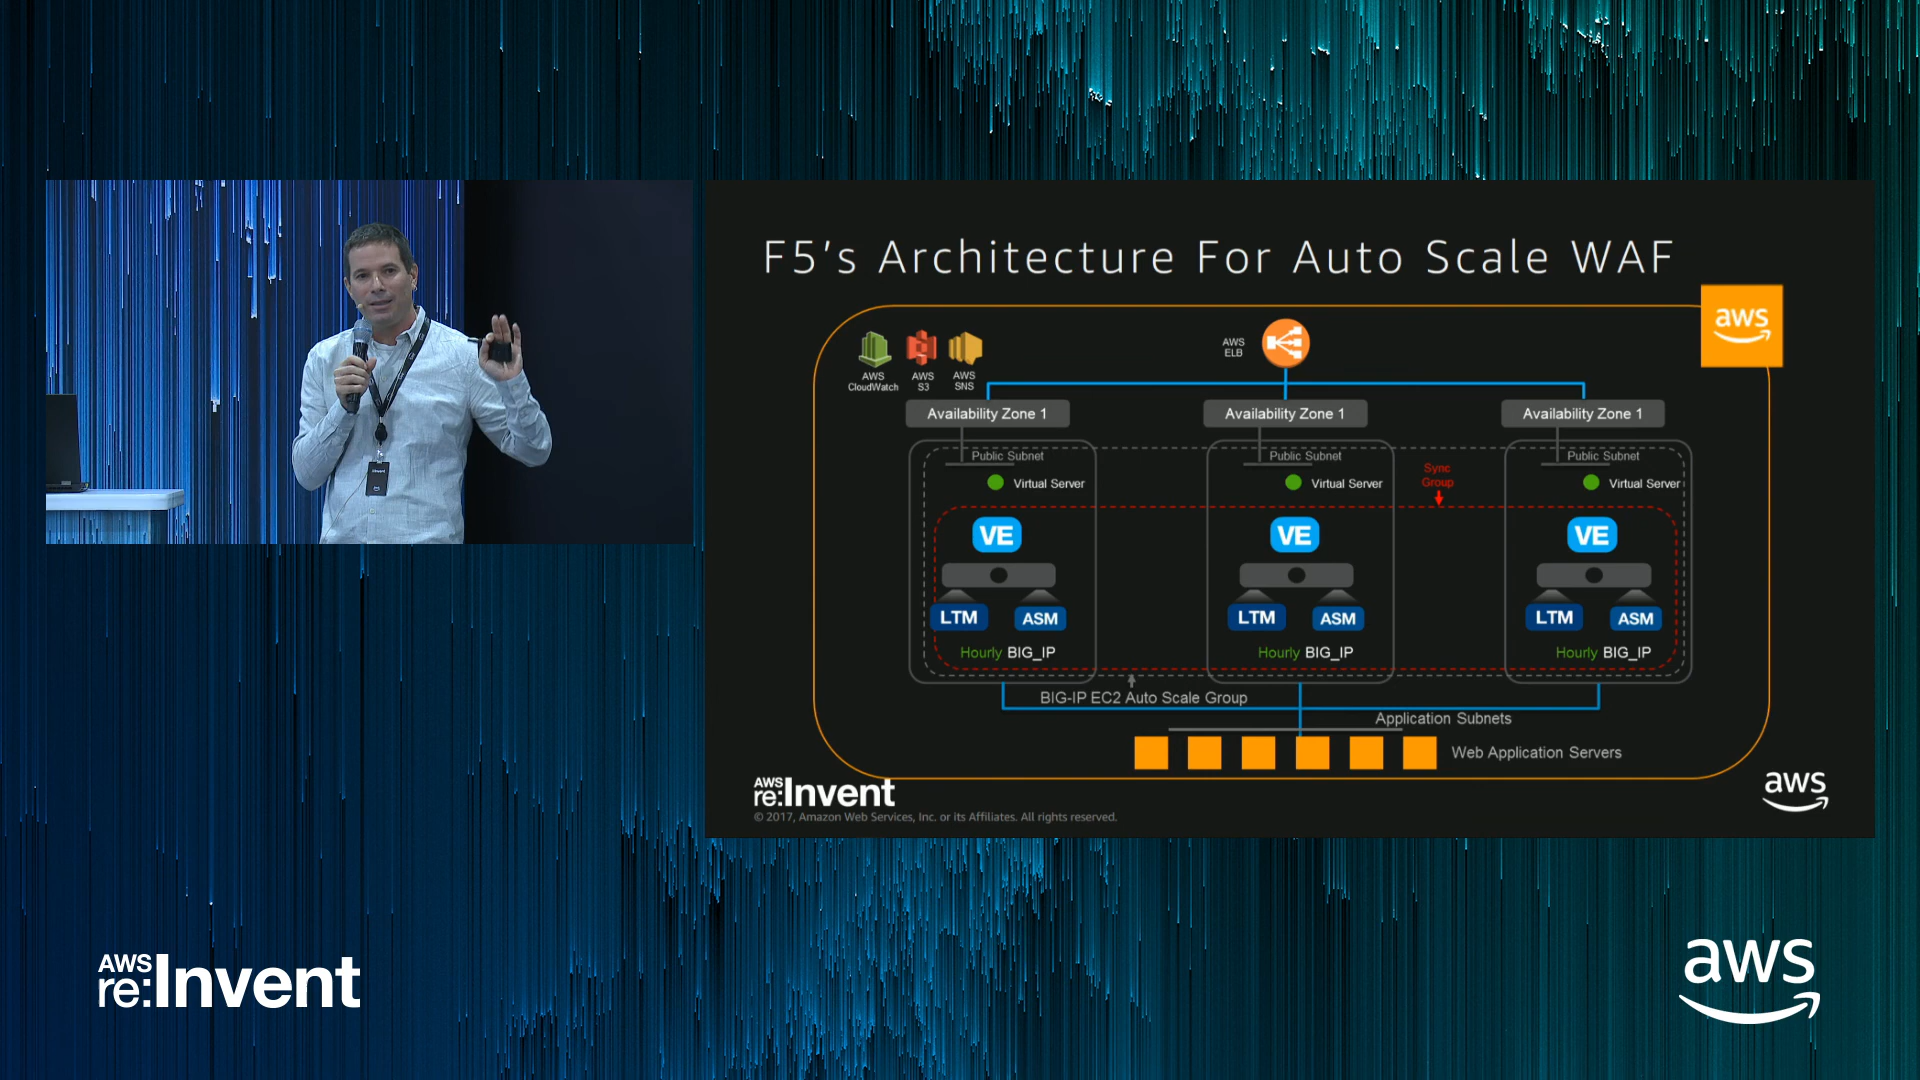 F5's Architecture For Auto Scale WAF
aws
AWS
CloudWatch
AWS
S3
AWS
SNS
AWS
ELB
Availability Zone 1
Availability Zone 1
Availability Zone 1
Public Subnet
Public Subnet
Public Subnet
Sync
Group
Virtual Server
Virtual Server
Virtual Server
VE
VE
VE
LTM
ASM
LTM
ASM
LTM
ASM
Hourly BIG_IP
Hourly BIG_IP
Hourly BIG_IP
BIG-IP EC2 Auto Scale Group
Application Subnets
Web Application Servers
AWS
re:Invent
aws
© 2017, Amazon Web Services, Inc. or its Affiliates. All rights reserved.
AWS
re:Invent
aws